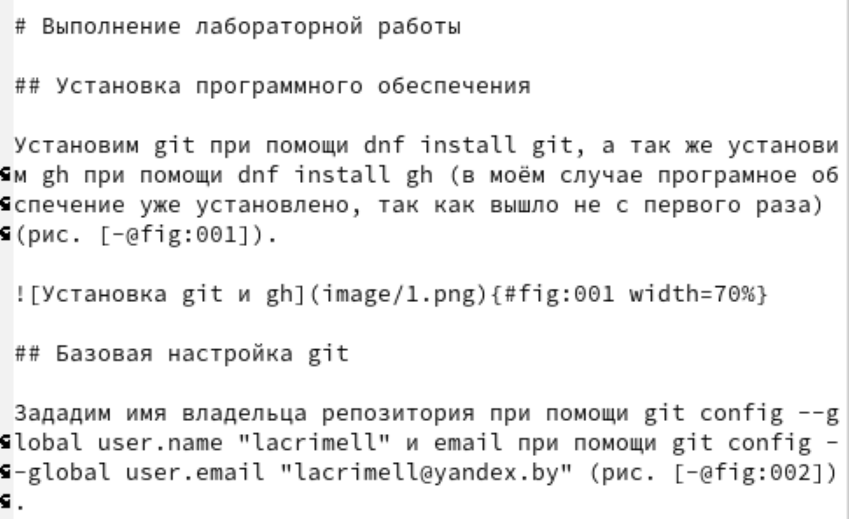 # Выполнение лабораторной работы
## Установка программного обеспечения
Установим git при помощи dnf install git, а так же установи
м gh при помощи dnf install gh (в моём случае програмное об
спечение уже установлено, так как вышло не с первого раза)
(рис. [-@fig:001]).
![Установка git и gh](image/1.png){#fig:001 width=70%}
## Базовая настройка git
Зададим имя владельца репозитория при помощи git config --g
lobal user.name "lacrimell" и email при помощи git config -
-global user.email "lacrimell@yandex.by" (рис. [-@fig:002])
.